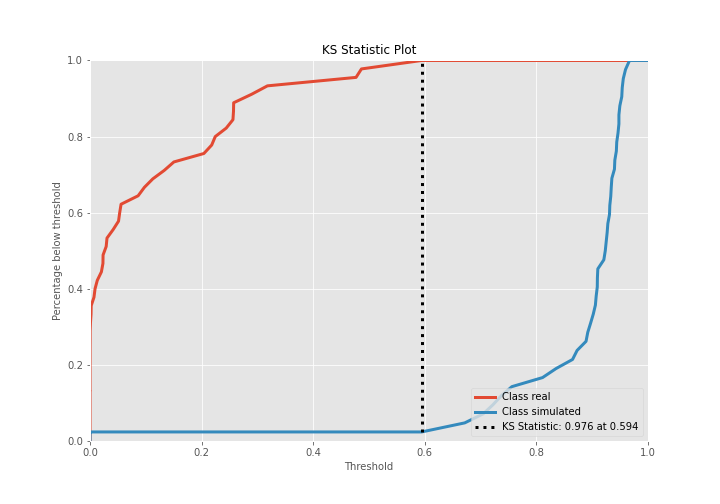 KS Statistic Plot
1.0
0.8
0.6
0.4
0.2
0.0
Percentage below threshold
0.0 0.2 0.4 0.6 0.8 1.0
Threshold
Class real
Class simulated
KS Statistic: 0.976 at 0.594